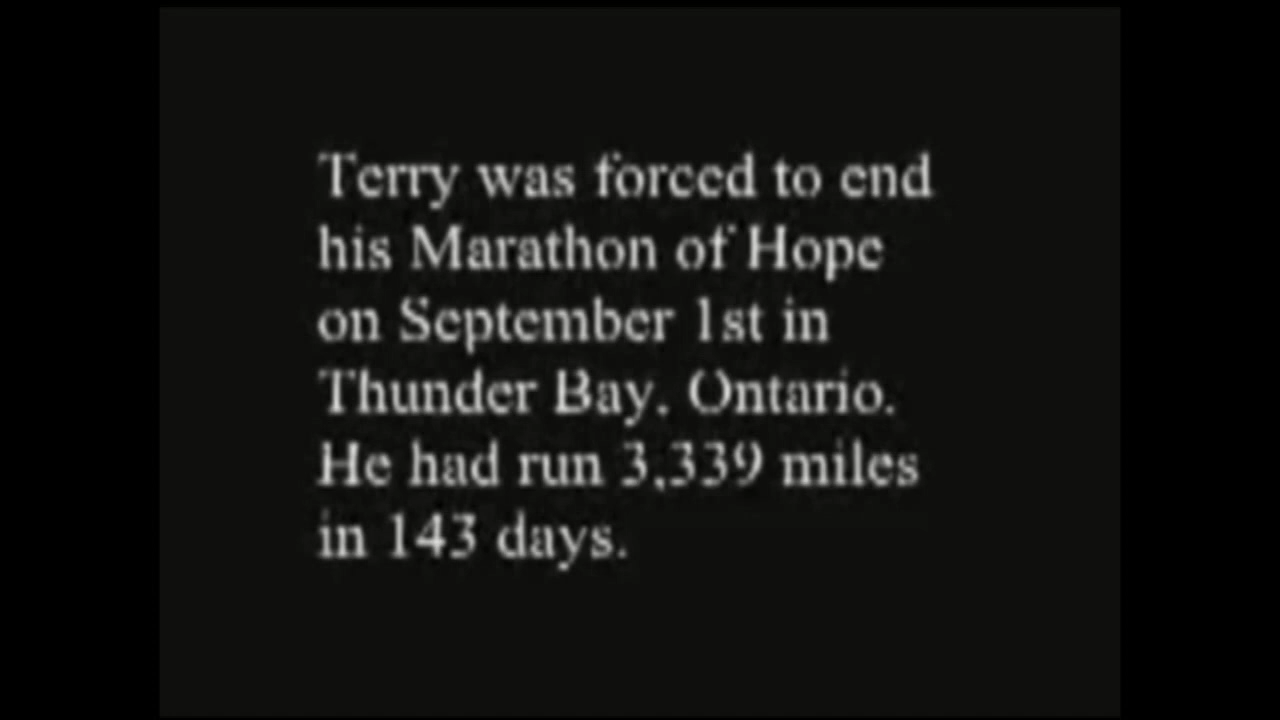 Terry was forced to end
his Marathon of Hope
on September 1st in
Thunder Bay, Ontario.
He had run 3,339 miles
in 143 days.